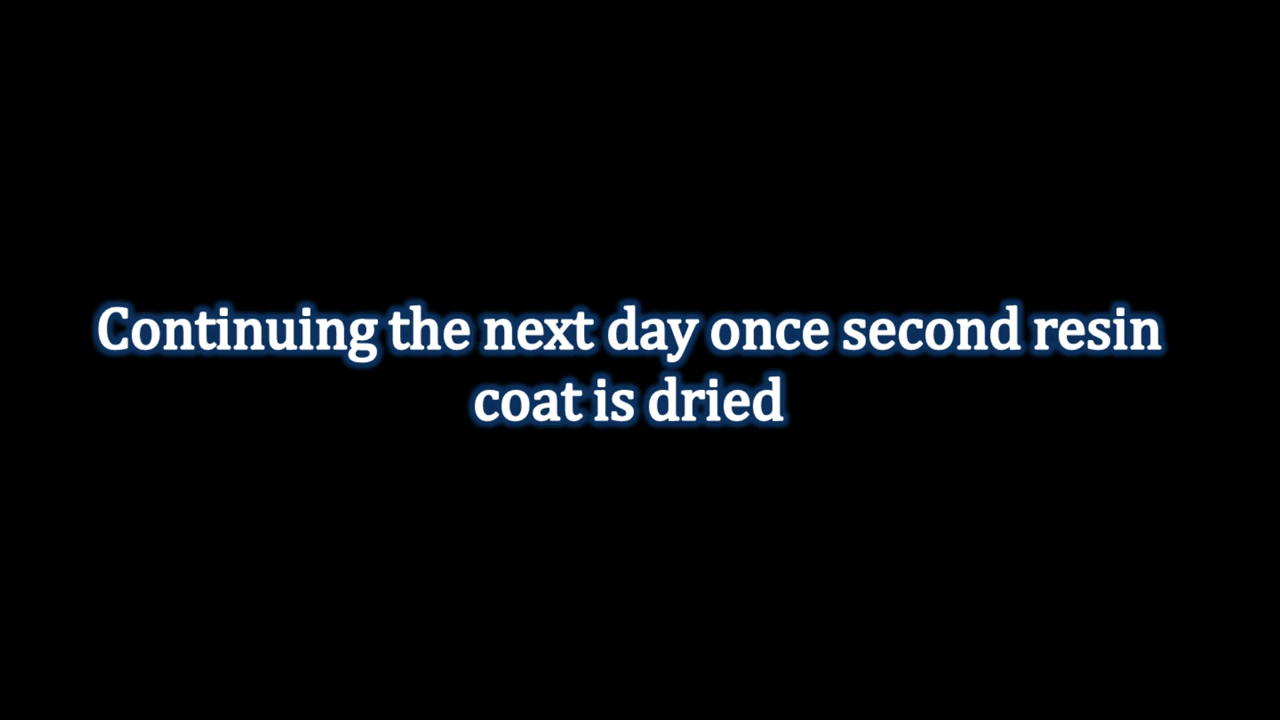 Continuing the next day once second resin
coat is dried